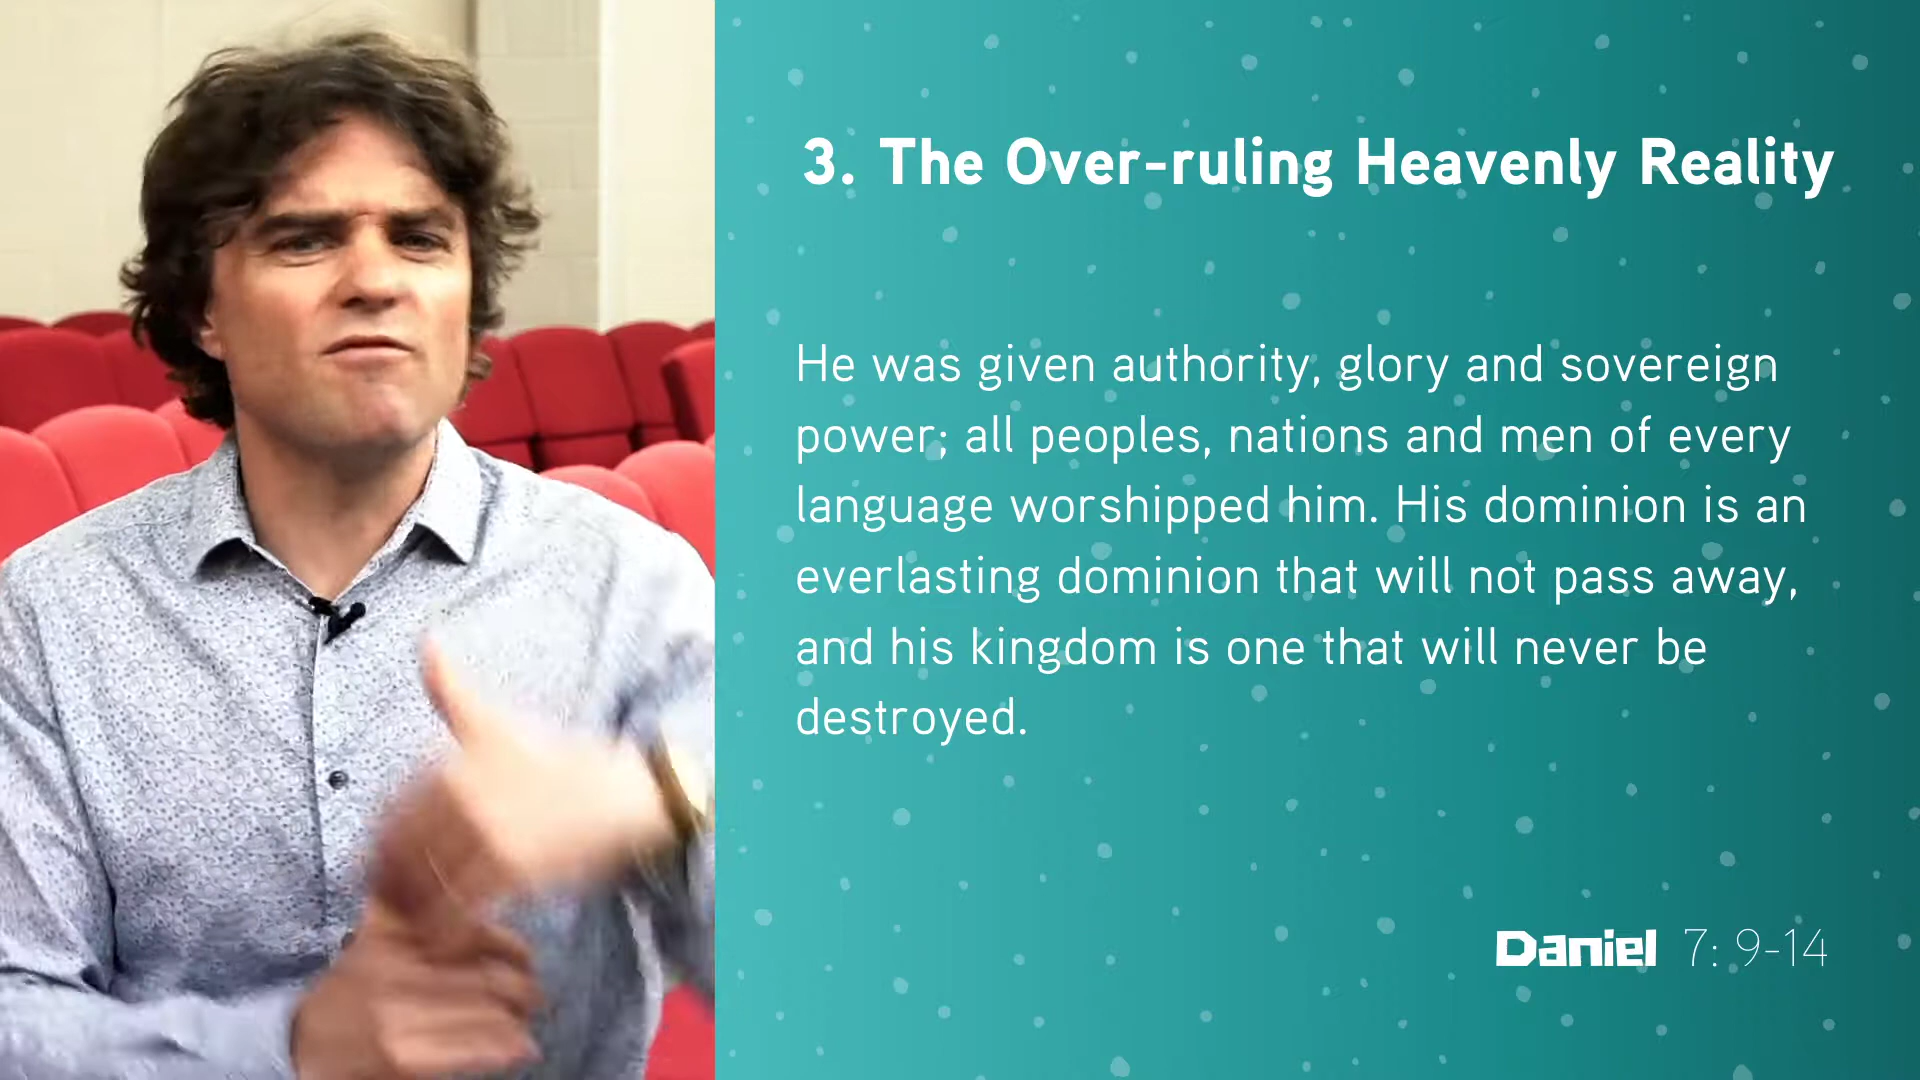 3. The Over-ruling Heavenly Reality
He was given authority, glory and sovereign
power; all peoples, nations and men of every
language worshipped him. His dominion is an
everlasting dominion that will not pass away,
and his kingdom is one that will never be
destroyed.
Daniel 7: 9-14